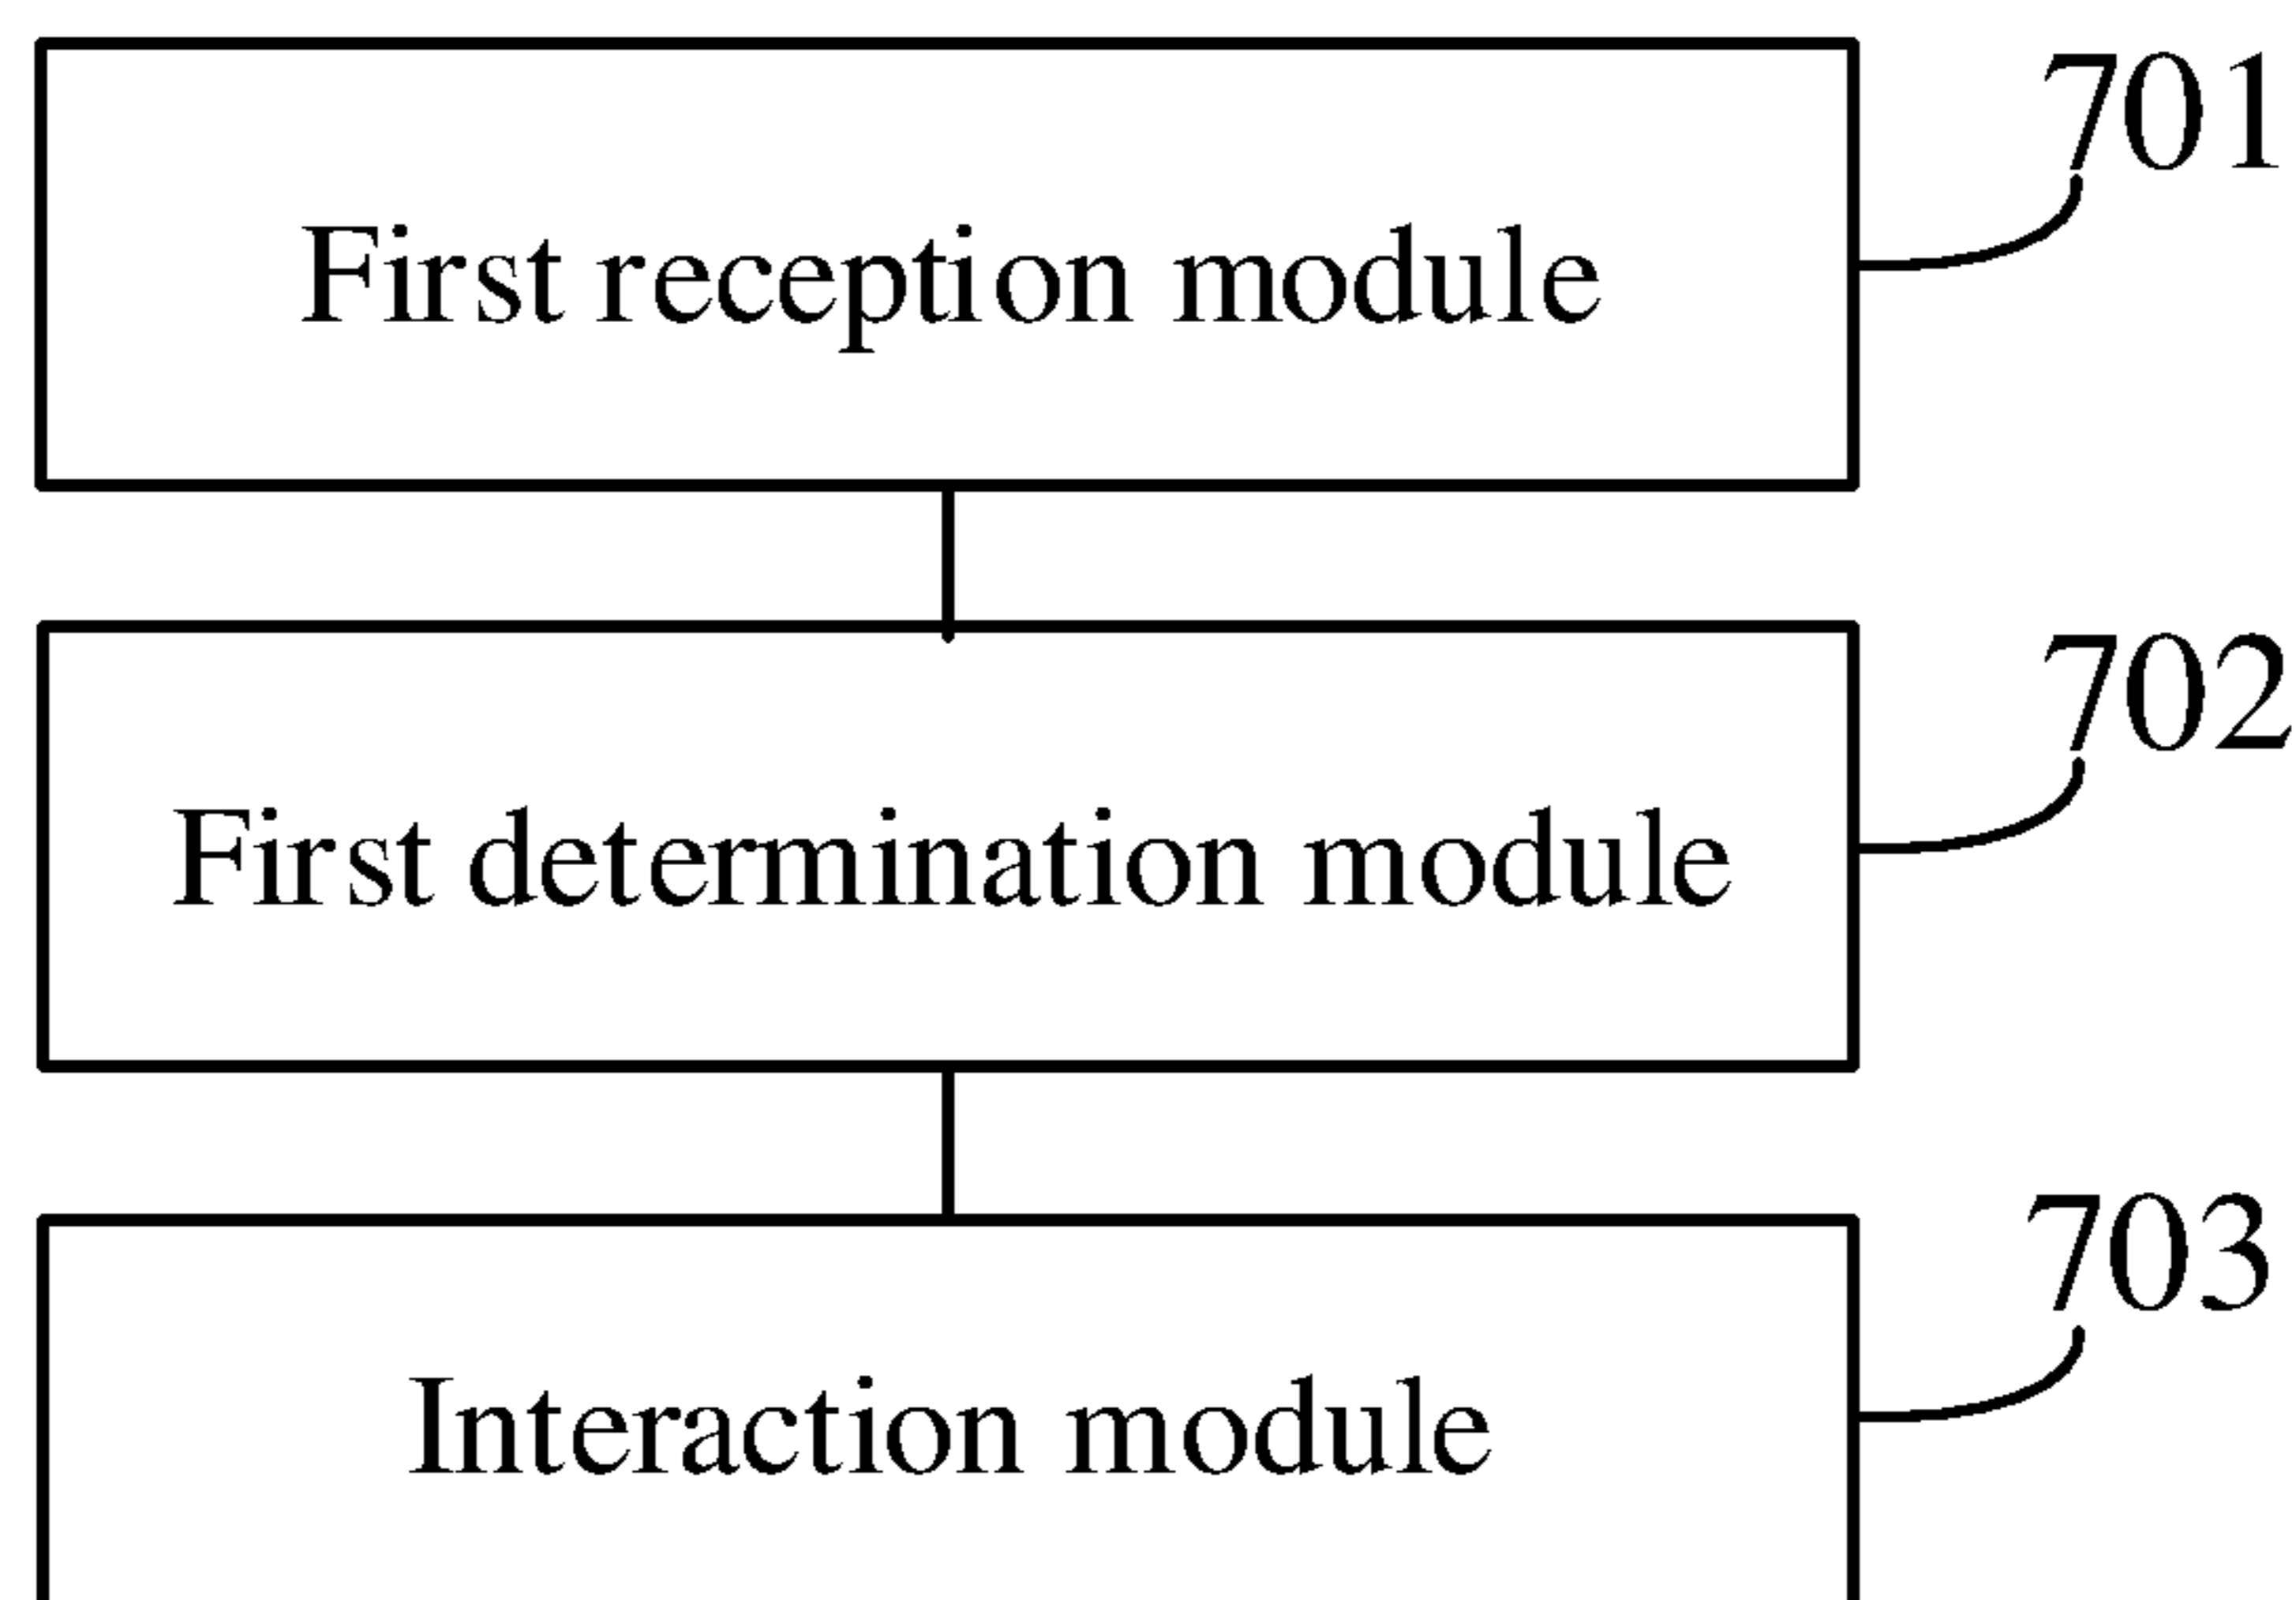 701
First reception module
702
First determination module
703
Interaction module